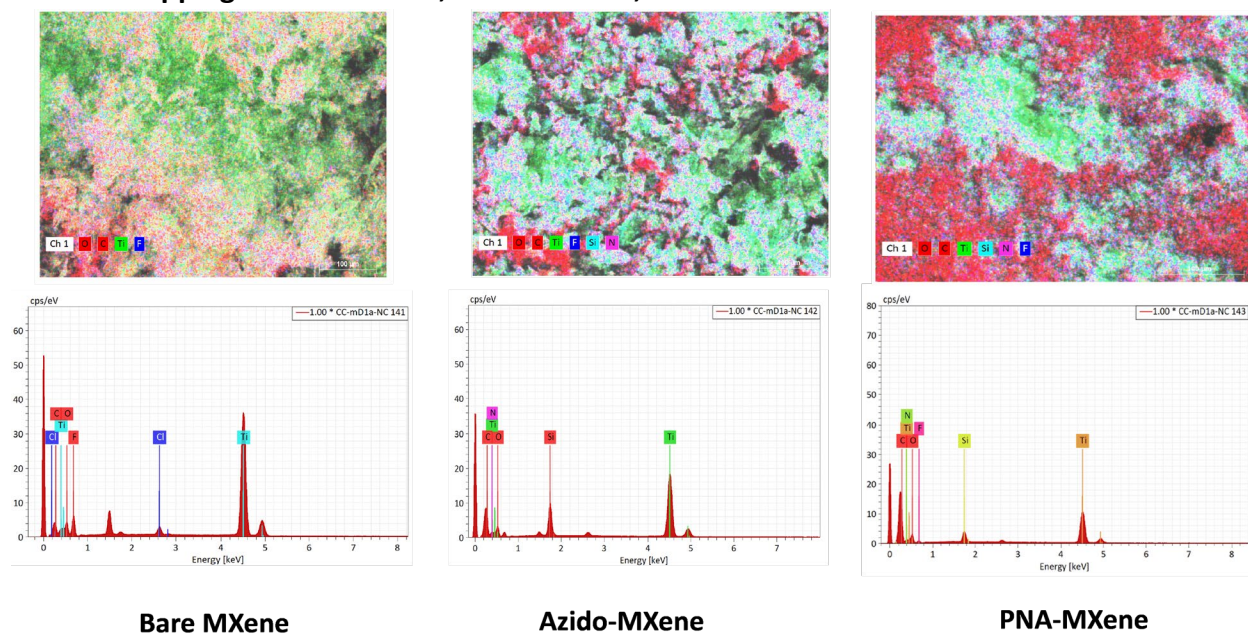 Ch 1 O C Ti F
100 µm
Ch 1 O C Ti F Si N
Ch 1 O C Ti Si N F
cps/eV
1.00 * CC-mD1a-NC 141
60
50
40
30
20
10
0
C O
Ti
Cl F Cl Ti
0 1 2 3 4 5 6 7 8
Energy [keV]
cps/eV
1.00 * CC-mD1a-NC 142
60
50
40
30
20
10
0
N
Ti
C O Si Ti
0 1 2 3 4 5 6 7
Energy [keV]
cps/eV
1.00 * CC-mD1a-NC 143
80
70
60
50
40
30
20
10
0
N
Ti F
C O Si Ti
0 1 2 3 4 5 6 7 8
Energy [keV]
Bare MXene
Azido-MXene
PNA-MXene